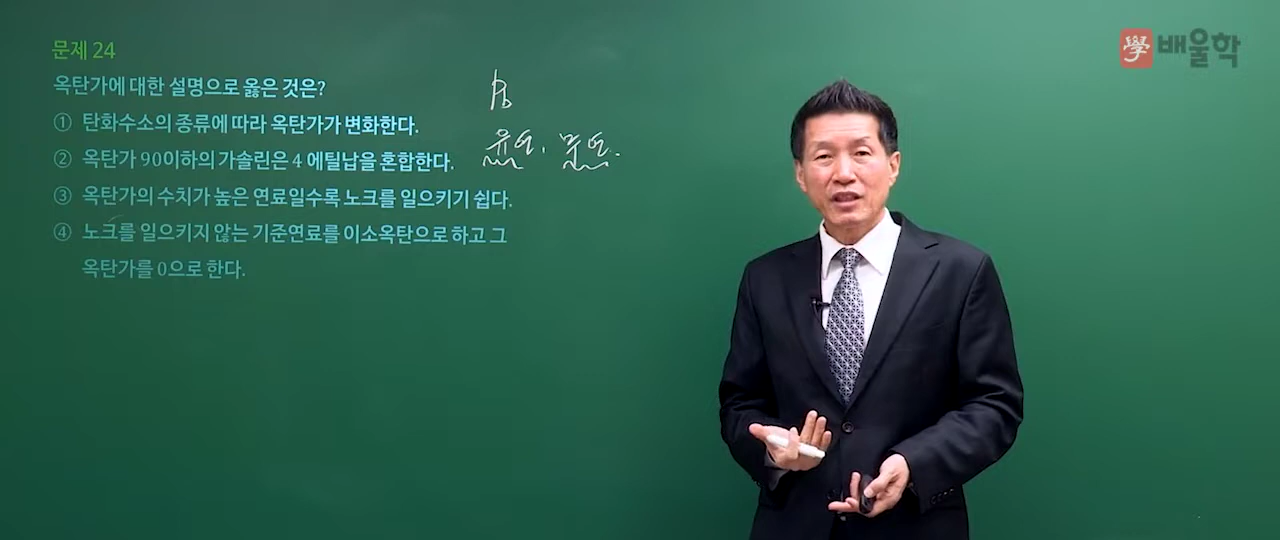 문제 24
學 배울학
옥탄가에 대한 설명으로 옳은 것은?
① 탄화수소의 종류에 따라 옥탄가가 변화한다.
② 옥탄가 90이하의 가솔린은 4 에틸납을 혼합한다.
③ 옥탄가의 수치가 높은 연료일수록 노크를 일으키기 쉽다.
④ 노크를 일으키지 않는 기준연료를 이소옥탄으로 하고 그
옥탄가를 0으로 한다.
Pb
유연, 무연.